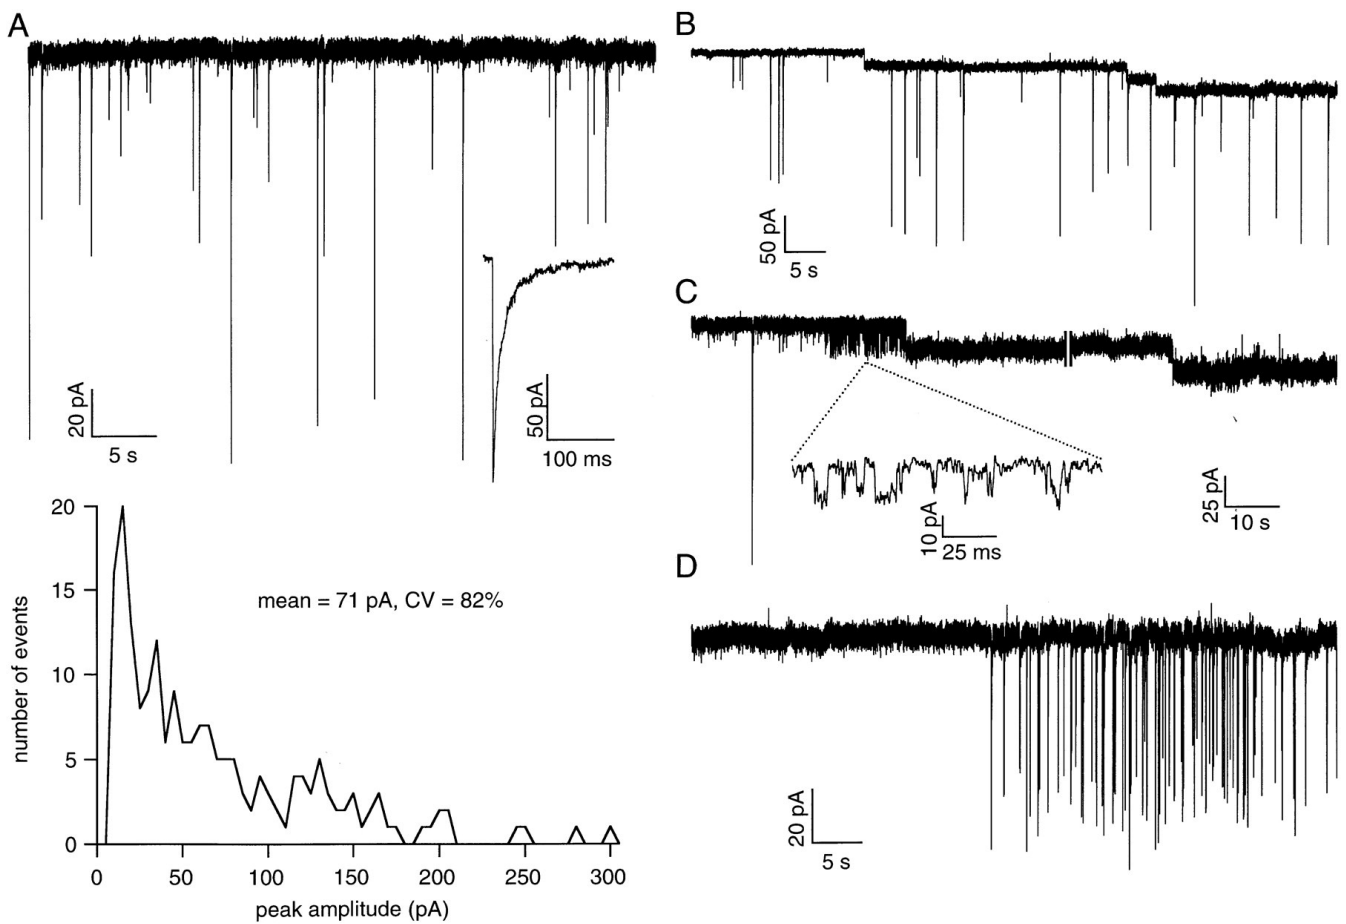 A
20 pA
5 s
50 pA
100 ms
20
15
10
5
0
number of events
mean = 71 pA, CV = 82%
0
50
100
150
200
250
300
peak amplitude (pA)
B
50 pA
5 s
C
10 pA
25 ms
25 pA
10 s
D
20 pA
5 s